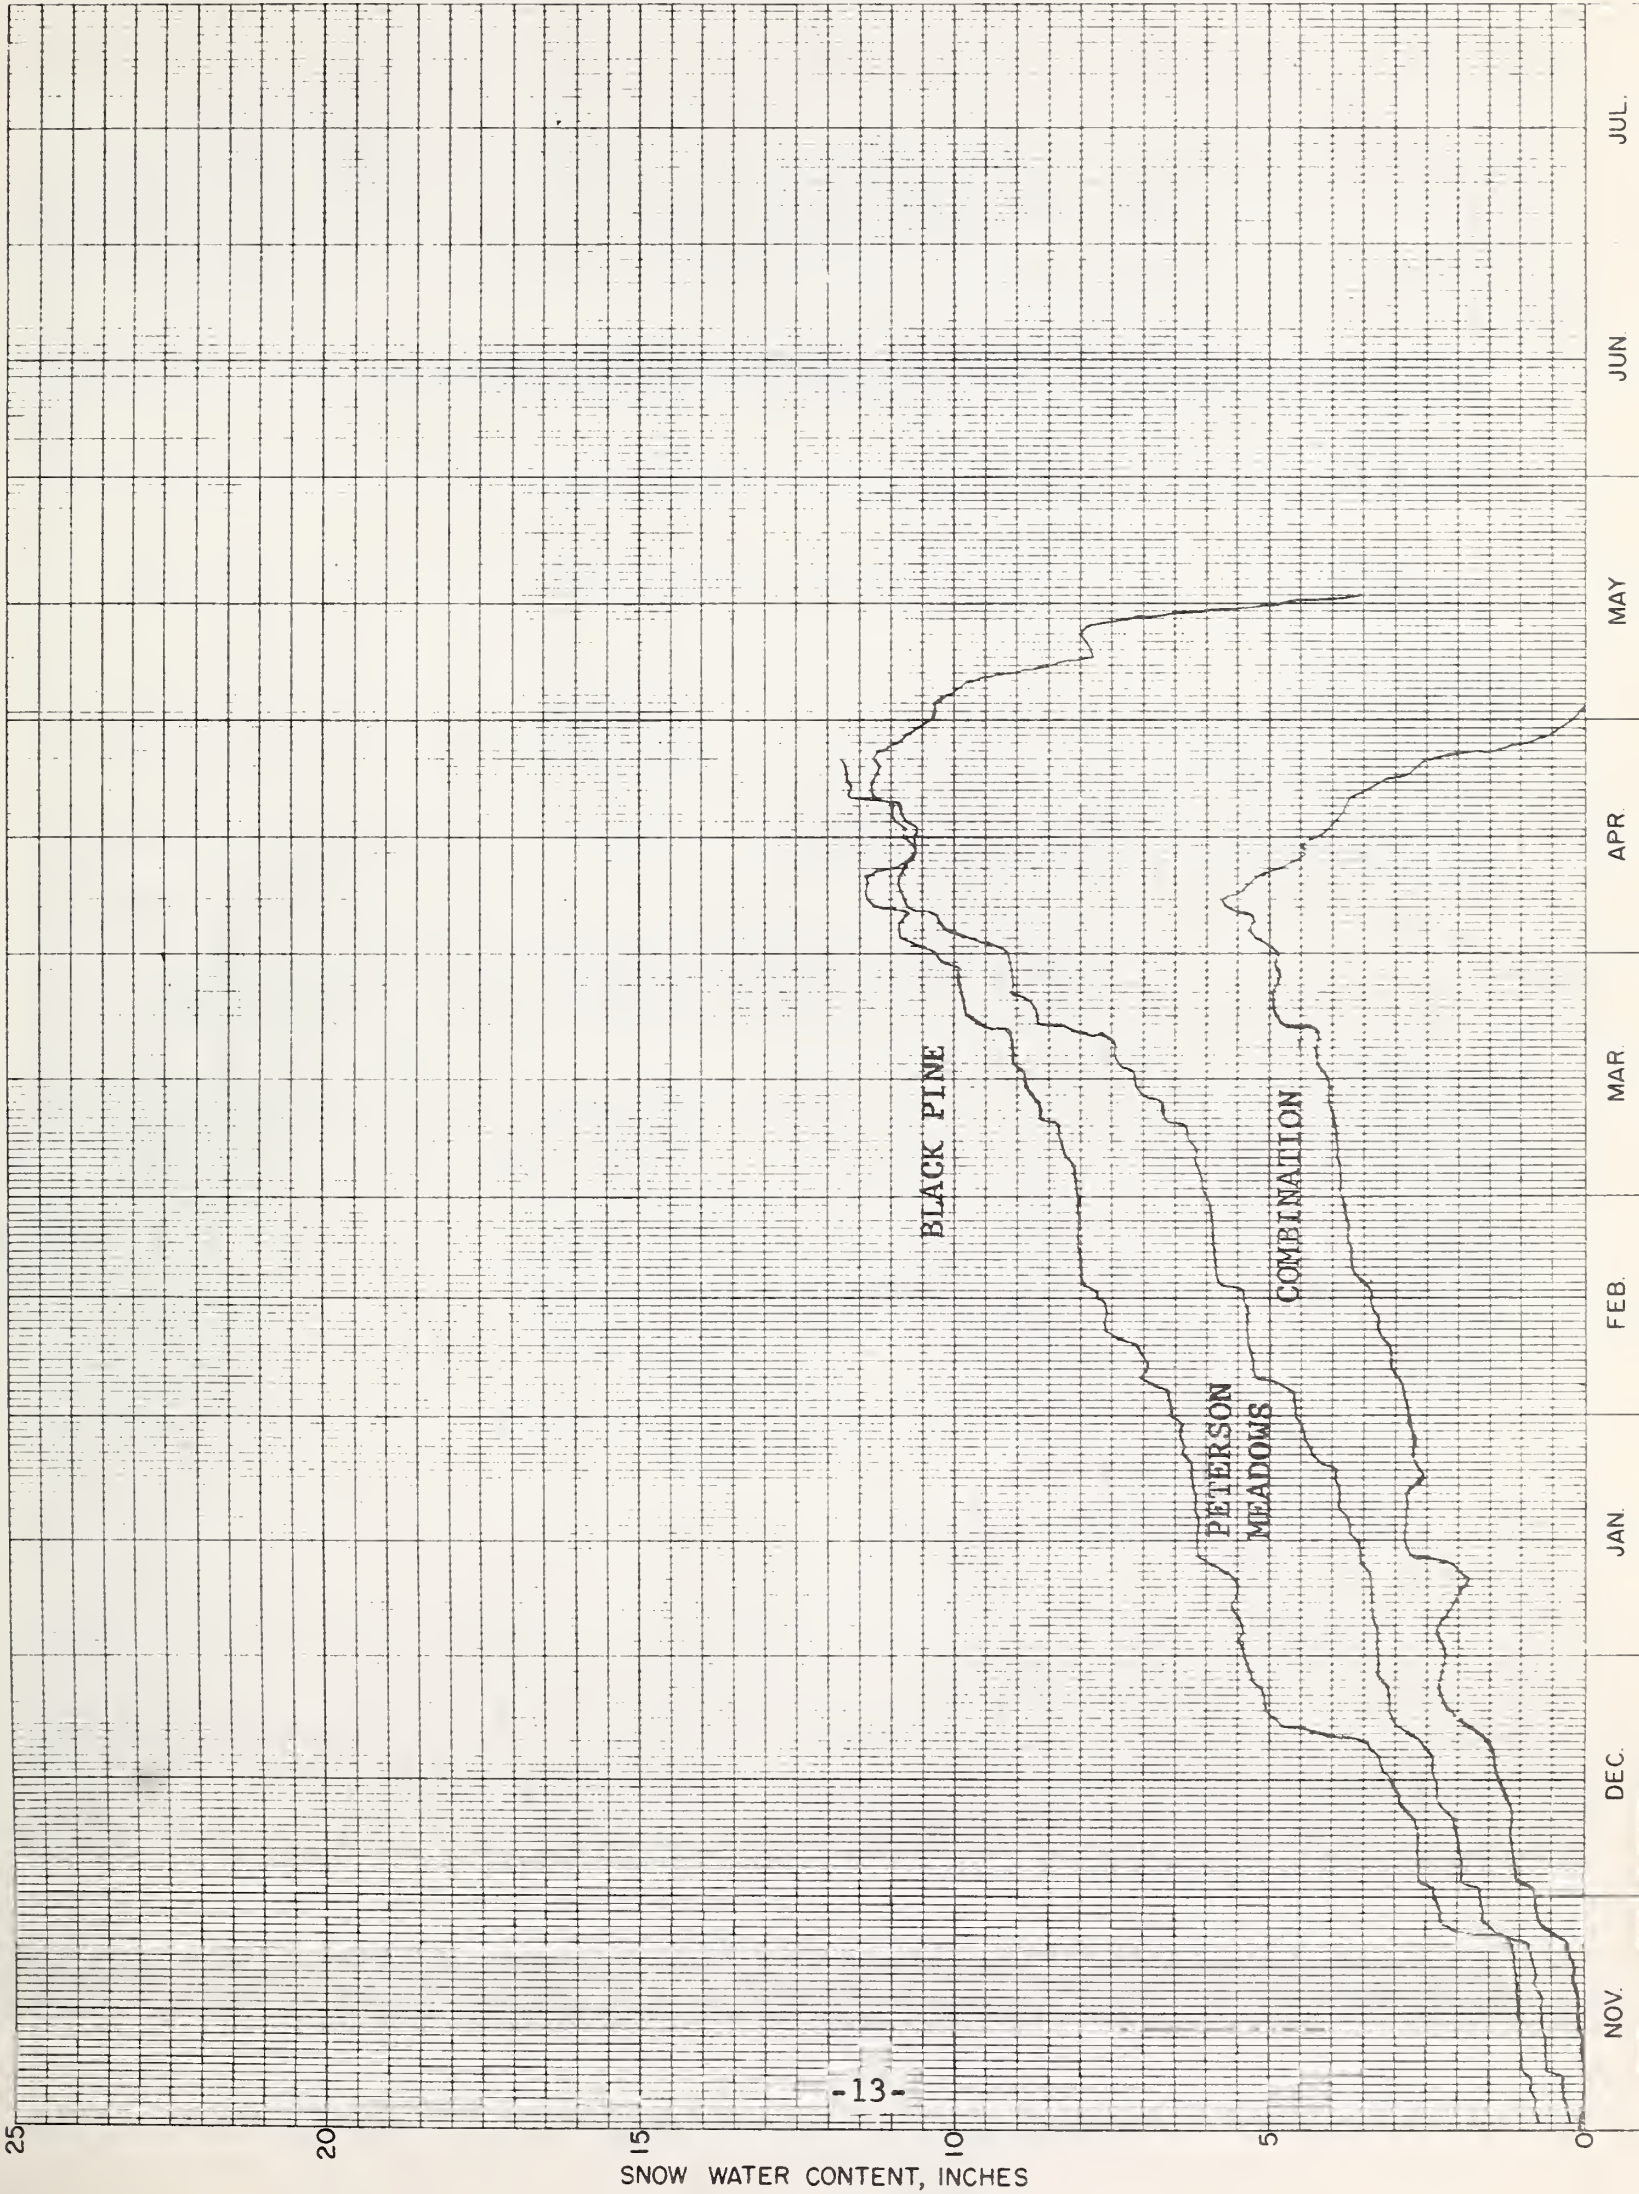 25
20
15
10
5
0
SNOW WATER CONTENT, INCHES
BLACK PINE
PETERSON
MEADOWS
COMBINATION
NOV.
DEC.
JAN.
FEB.
MAR.
APR.
MAY
JUN.
JUL.
-13-